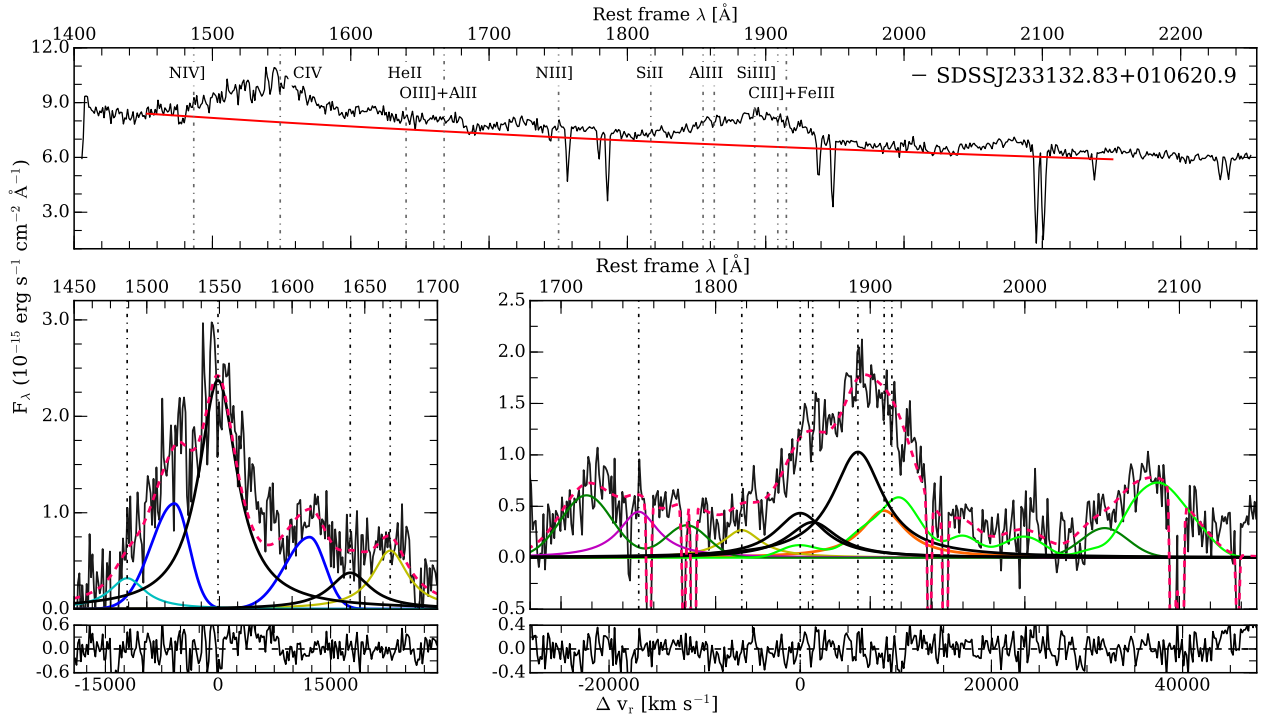 Rest frame λ [Å]
1400 1500 1600 1700 1800 1900 2000 2100 2200
12.0
NIV] CIV HeII NIII] SiII AlIII SiIII] − SDSSJ233132.83+010620.9
OIII]+AlII CIII]+FeIII
9.0
6.0
3.0
Rest frame λ [Å]
1450 1500 1550 1600 1650 1700 1700 1800 1900 2000 2100
F_λ (10⁻¹⁵ erg s⁻¹ cm⁻² Å⁻¹)
3.0
2.0
1.0
0.0
2.5
2.0
1.5
1.0
0.5
0.0
-0.5
0.6
0.0
-0.6
0.4
0.0
-0.4
-15000 0 15000 -20000 0 20000 40000
Δ v_r [km s⁻¹]